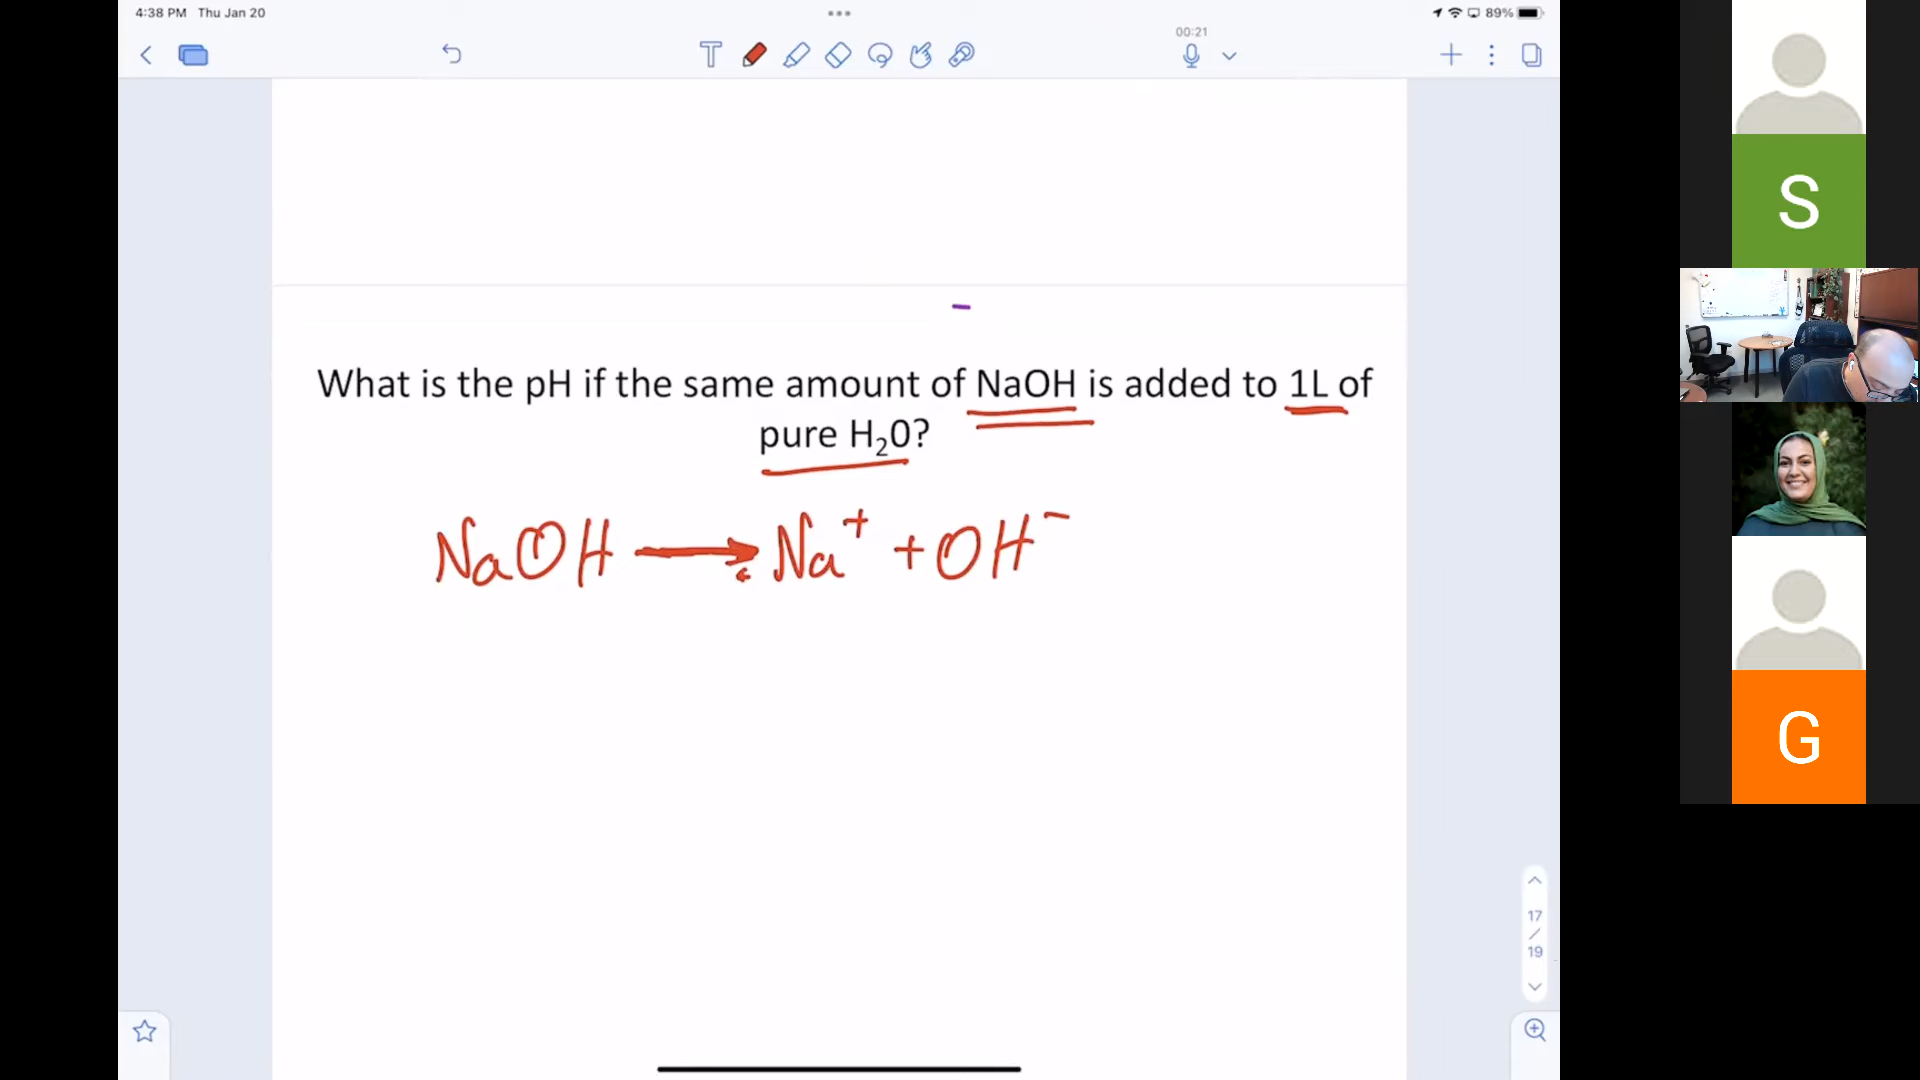 4:38 PM Thu Jan 20
89%
00:21
What is the pH if the same amount of NaOH is added to 1L of
pure H₂0?
NaOH → Na⁺ + OH⁻
17
/
19
S
G